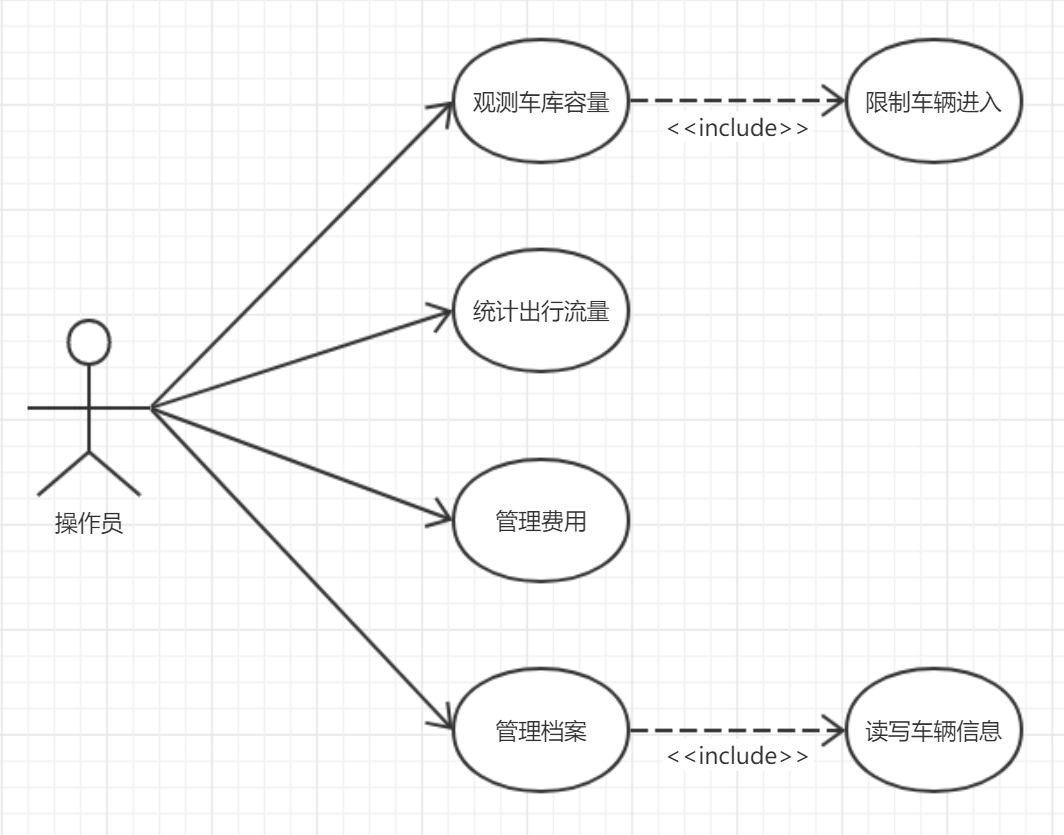 观测车库容量
<<include>>
限制车辆进入
统计出行流量
操作员
管理费用
管理档案
<<include>>
读写车辆信息